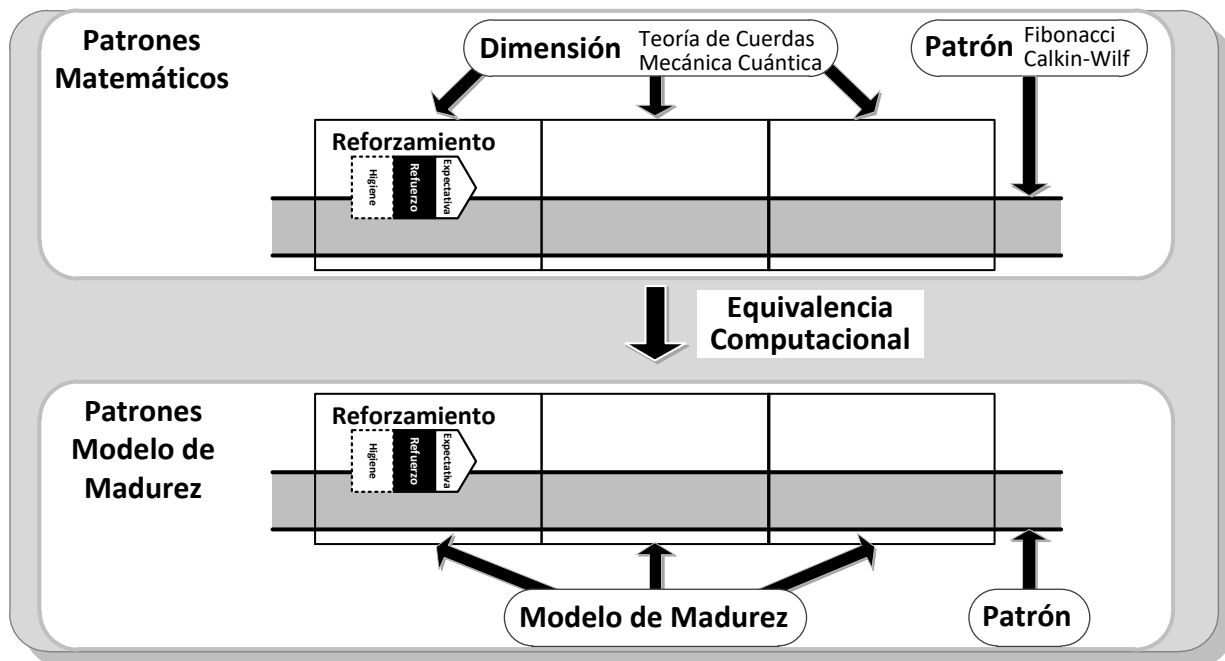 Patrones
Matemáticos
Dimensión
Teoría de Cuerdas
Mecánica Cuántica
Patrón
Fibonacci
Calkin-Wilf
Reforzamiento
Higiene
Refuerzo
Expectativa
Equivalencia
Computacional
Patrones
Modelo de
Madurez
Reforzamiento
Higiene
Refuerzo
Expectativa
Modelo de Madurez
Patrón